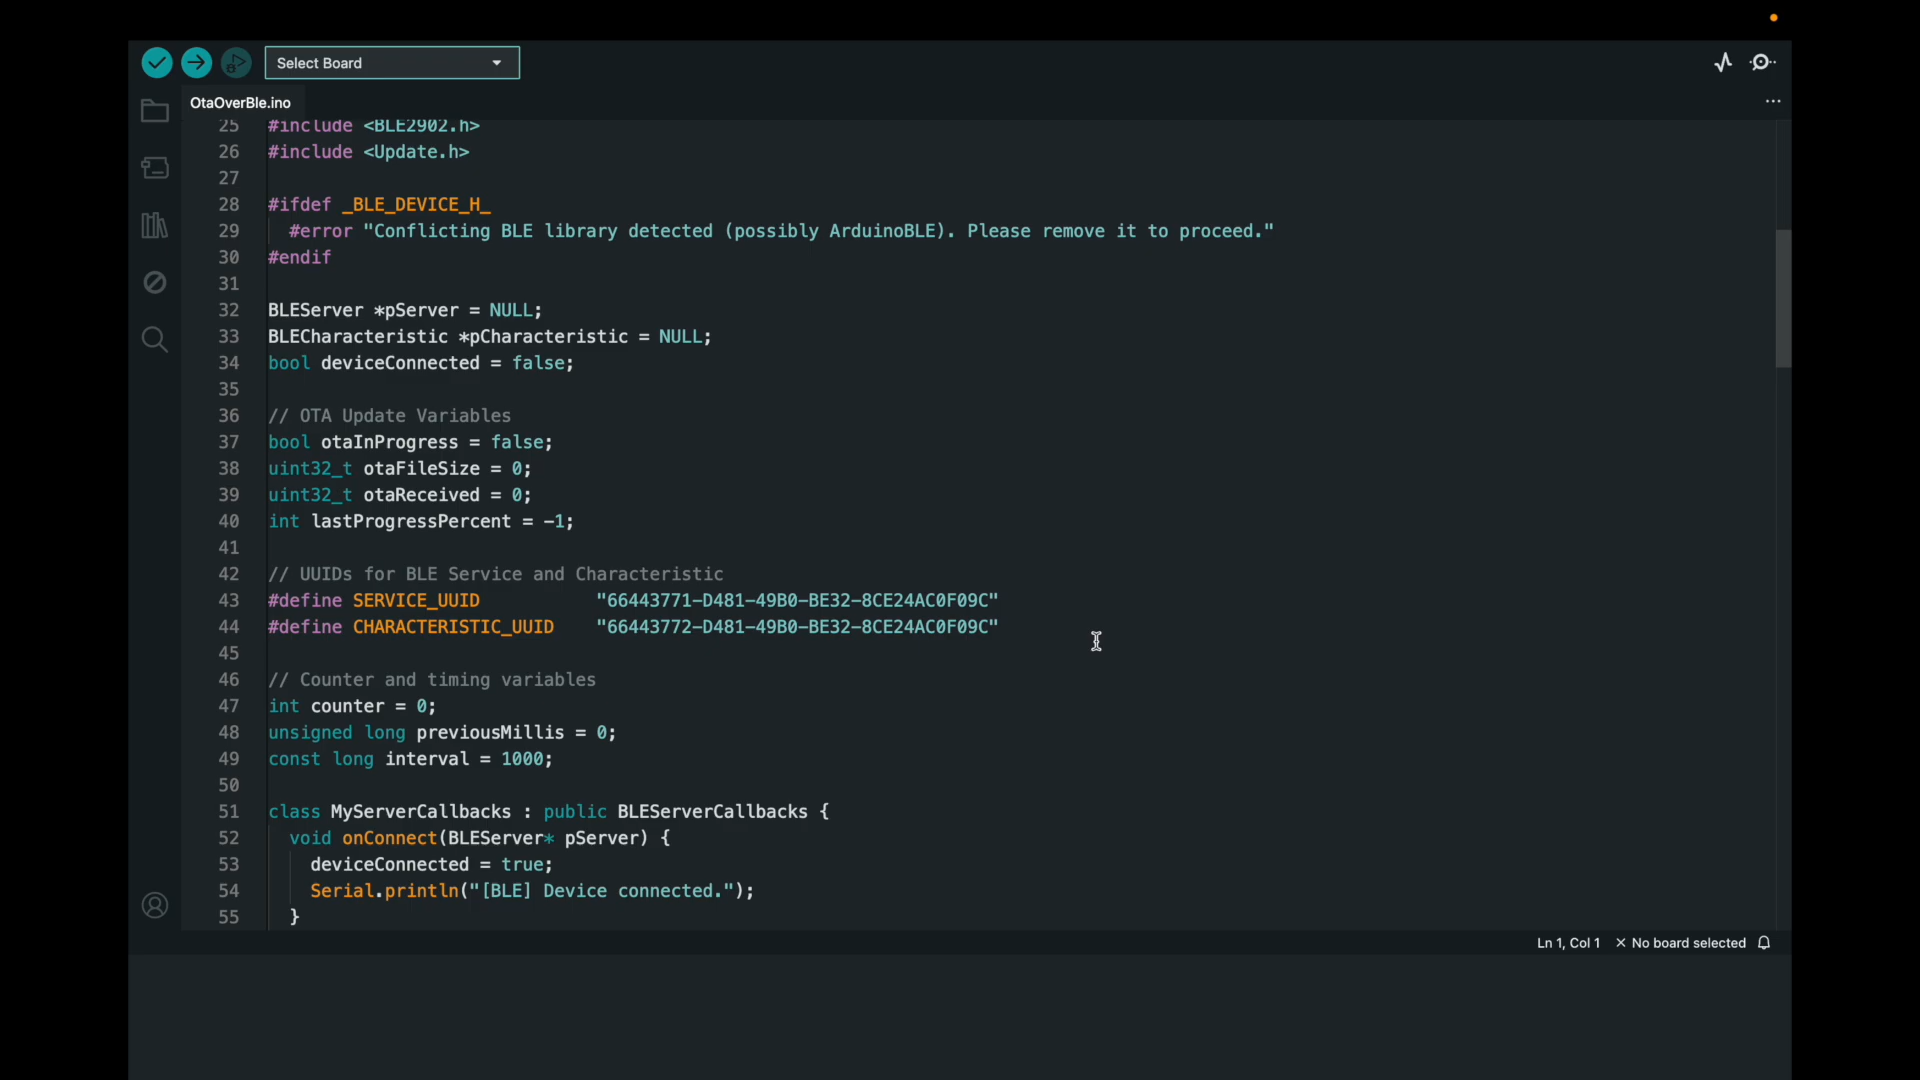 Select Board
OtaOverBle.ino
25 #include <BLE2902.h>
26 #include <Update.h>
27
28 #ifdef _BLE_DEVICE_H_
29 #error "Conflicting BLE library detected (possibly ArduinoBLE). Please remove it to proceed."
30 #endif
31
32 BLEServer *pServer = NULL;
33 BLECharacteristic *pCharacteristic = NULL;
34 bool deviceConnected = false;
35
36 // OTA Update Variables
37 bool otaInProgress = false;
38 uint32_t otaFileSize = 0;
39 uint32_t otaReceived = 0;
40 int lastProgressPercent = -1;
41
42 // UUIDs for BLE Service and Characteristic
43 #define SERVICE_UUID "66443771-D481-49B0-BE32-8CE24AC0F09C"
44 #define CHARACTERISTIC_UUID "66443772-D481-49B0-BE32-8CE24AC0F09C"
45
46 // Counter and timing variables
47 int counter = 0;
48 unsigned long previousMillis = 0;
49 const long interval = 1000;
50
51 class MyServerCallbacks : public BLEServerCallbacks {
52 void onConnect(BLEServer* pServer) {
53 deviceConnected = true;
54 Serial.println("[BLE] Device connected.");
55 }
Ln 1, Col 1 × No board selected